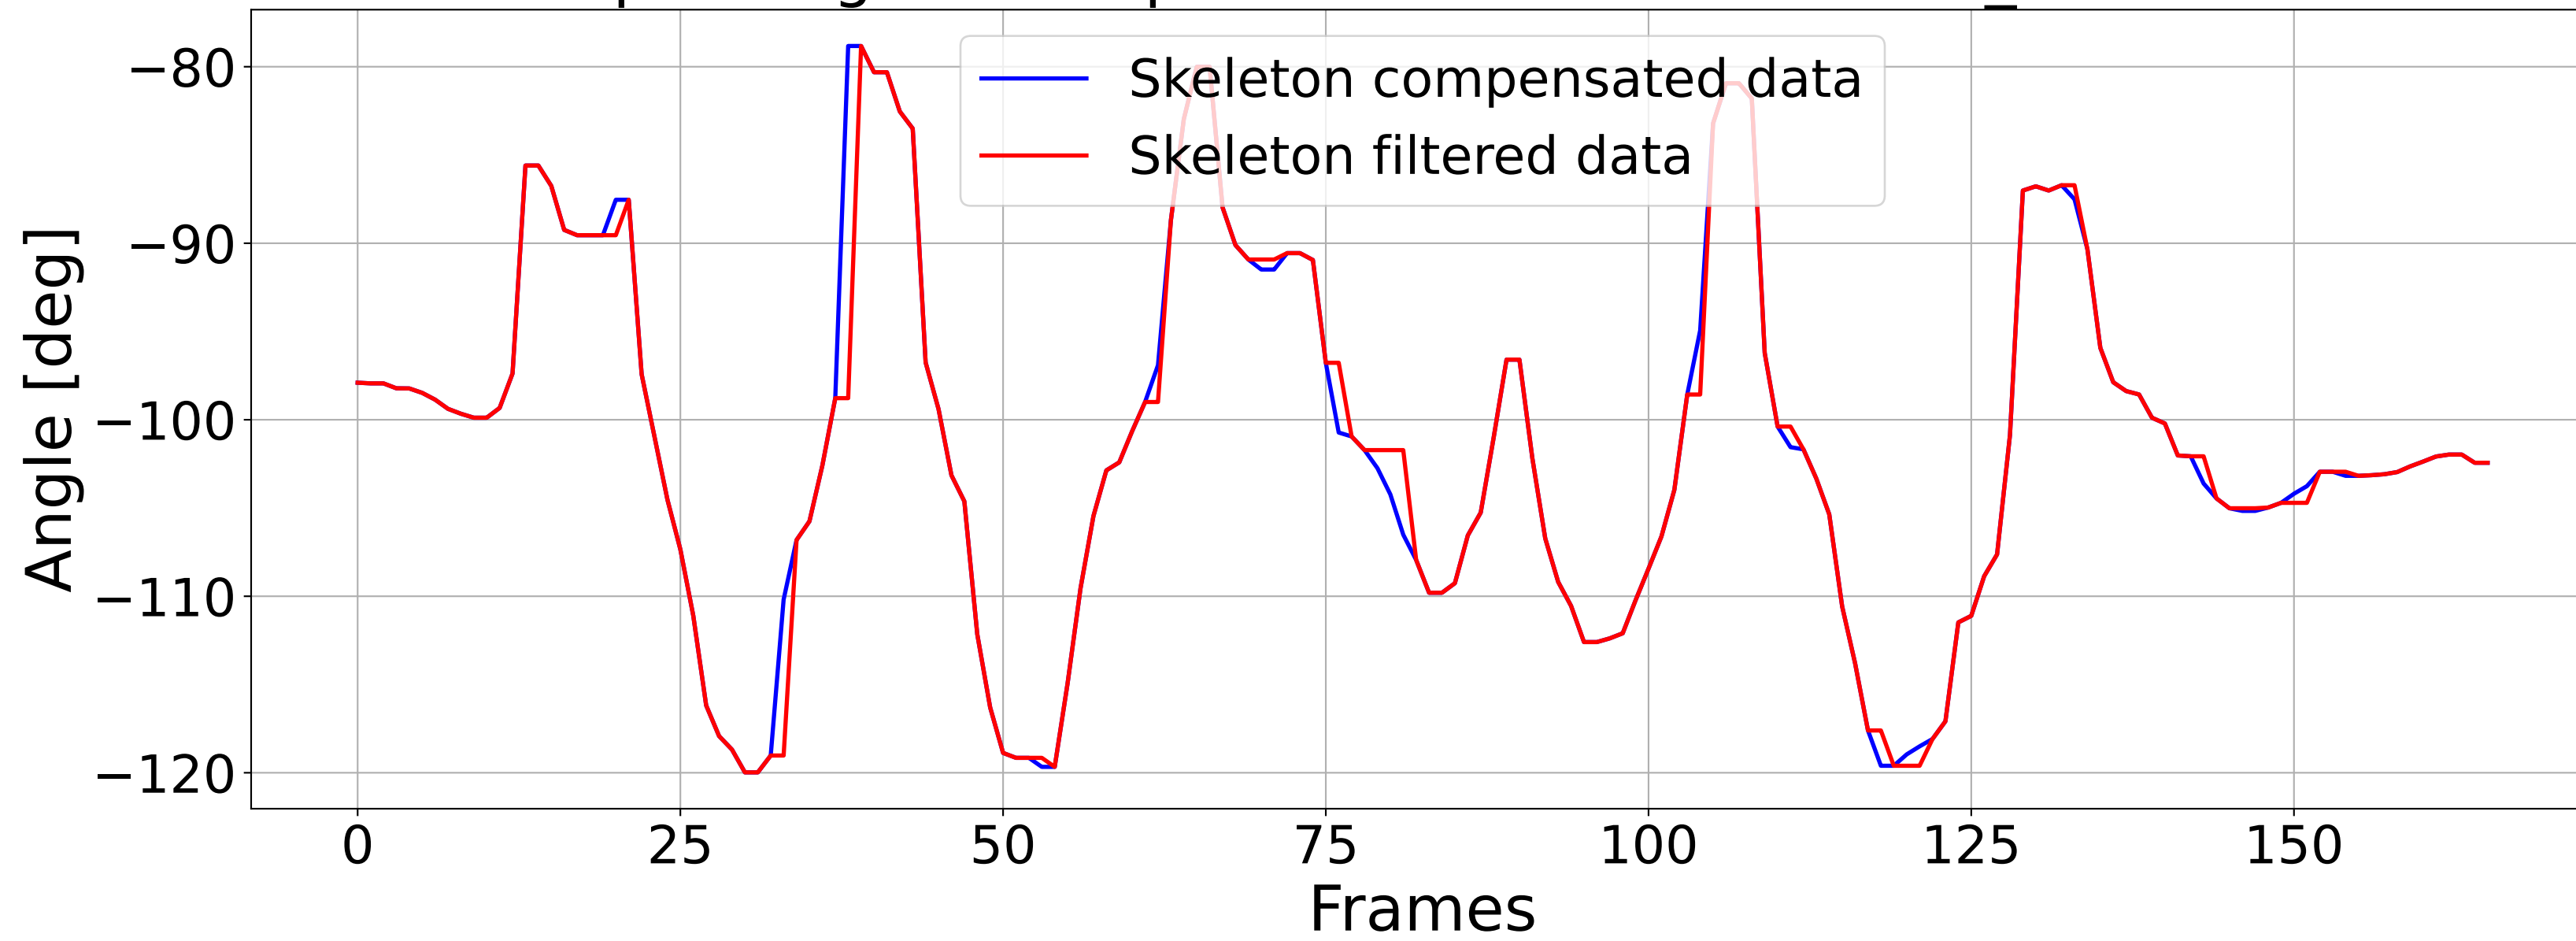 Skeleton compensated data
Skeleton filtered data
Angle [deg]
−80
−90
−100
−110
−120
0 25 50 75 100 125 150
Frames